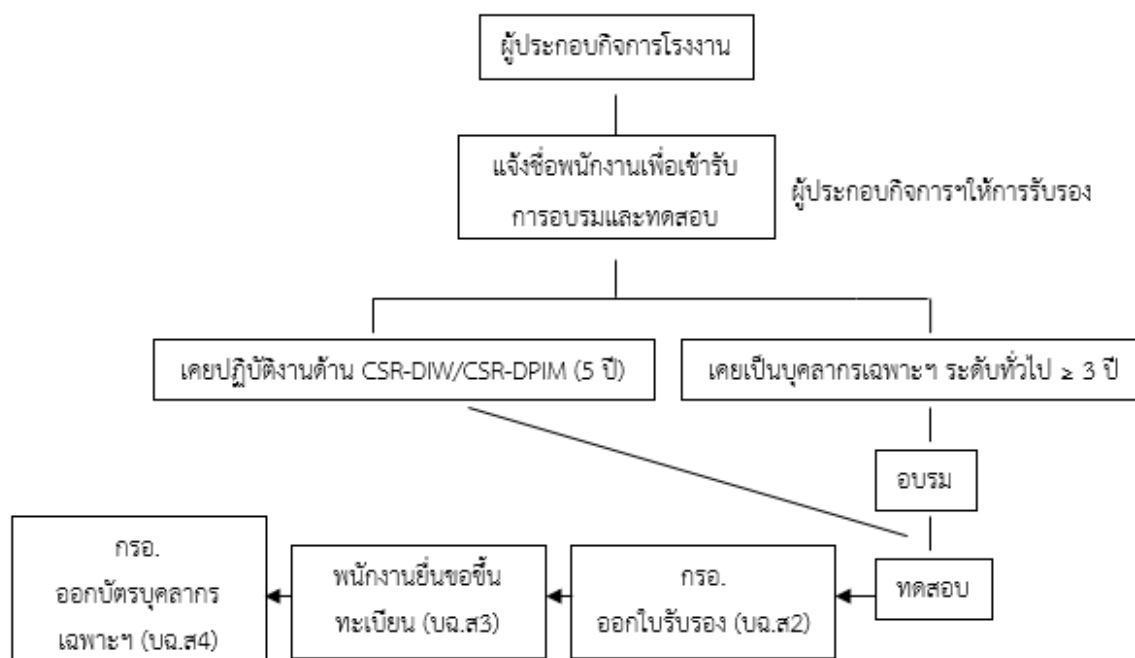 ผู้ประกอบกิจการโรงงาน
แจ้งชื่อพนักงานเพื่อเข้ารับ
การอบรมและทดสอบ
ผู้ประกอบกิจการฯให้การรับรอง
เคยปฏิบัติงานด้าน CSR-DIW/CSR-DPIM (5 ปี)
เคยเป็นบุคลากรเฉพาะฯ ระดับทั่วไป ≥ 3 ปี
อบรม
ทดสอบ
กรอ.
ออกใบรับรอง (บฉ.ส2)
พนักงานยื่นขอขึ้น
ทะเบียน (บฉ.ส3)
กรอ.
ออกบัตรบุคลากร
เฉพาะฯ (บฉ.ส4)